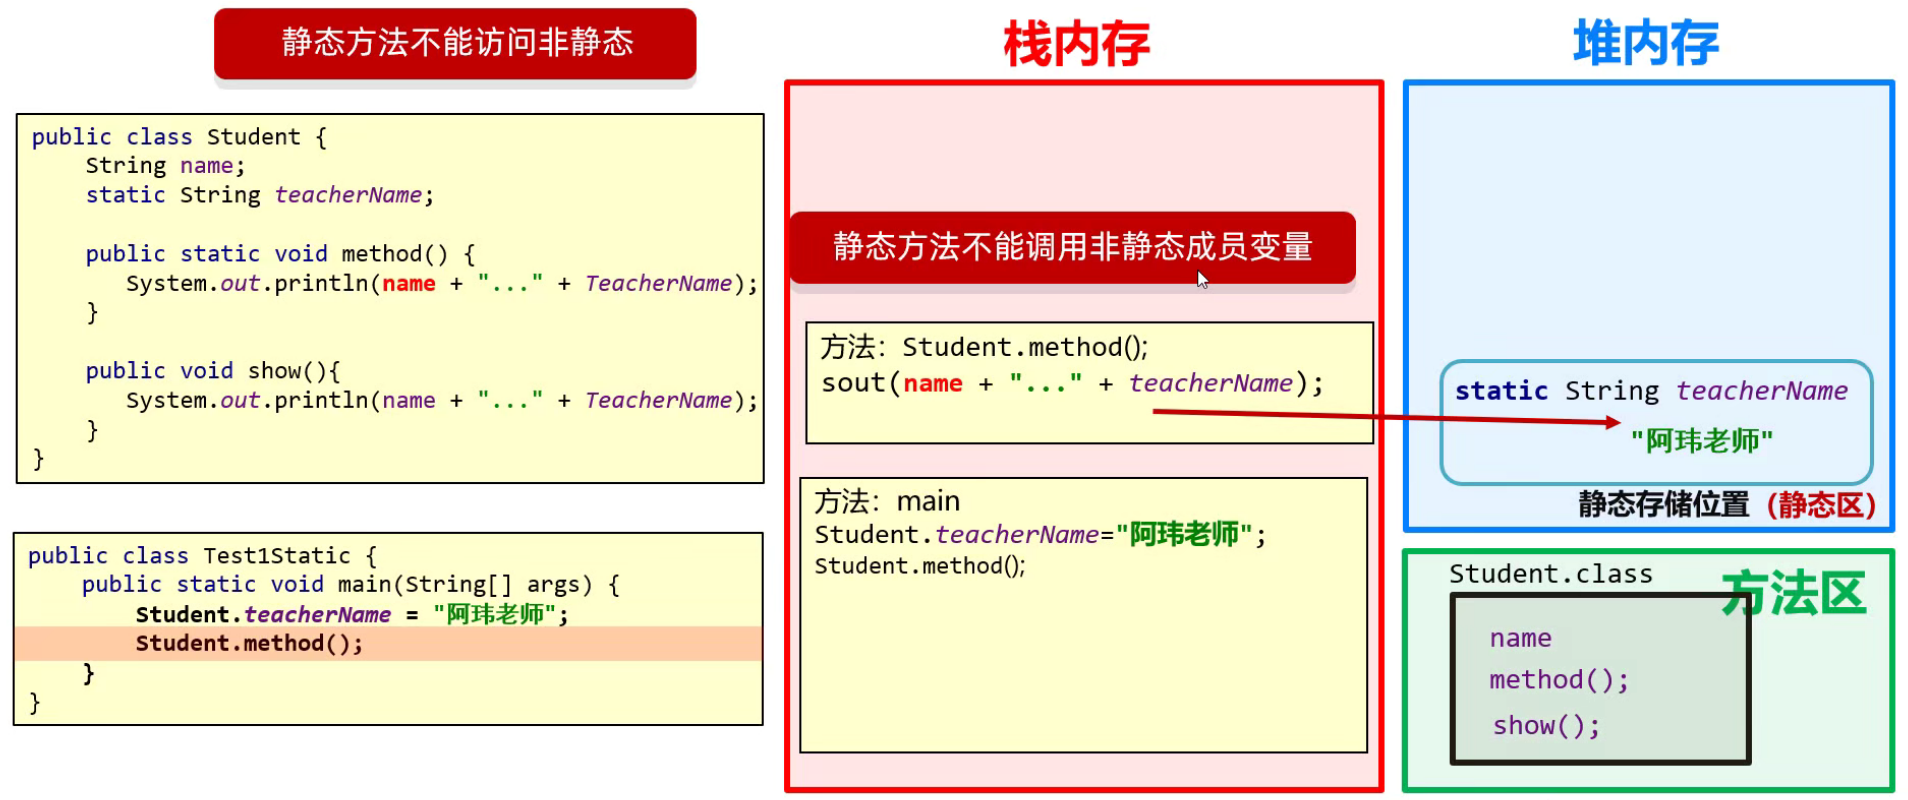 静态方法不能访问非静态
public class Student {
String name;
static String teacherName;
public static void method() {
System.out.println(name + "..." + TeacherName);
}
public void show(){
System.out.println(name + "..." + TeacherName);
}
}
public class Test1Static {
public static void main(String[] args) {
Student.teacherName = "阿玮老师";
Student.method();
}
}
栈内存
静态方法不能调用非静态成员变量
方法：Student.method();
sout(name + "..." + teacherName);
方法：main
Student.teacherName="阿玮老师";
Student.method();
堆内存
static String teacherName
"阿玮老师"
静态存储位置（静态区）
Student.class
方法区
name
method();
show();